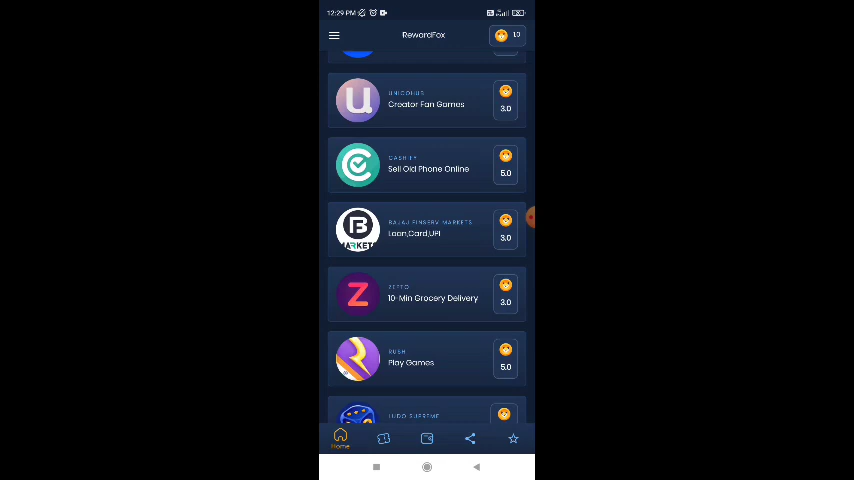 12:29 PM
RewardFox
10
UNICOLUS
Creator Fan Games
3.0
CASHIFY
Sell Old Phone Online
5.0
BAJAJ FINSERV MARKETS
Loan,Card,UPI
3.0
MARKETS
ZEPTO
10-Min Grocery Delivery
3.0
RUSH
Play Games
5.0
LUDO SUPREME
Home